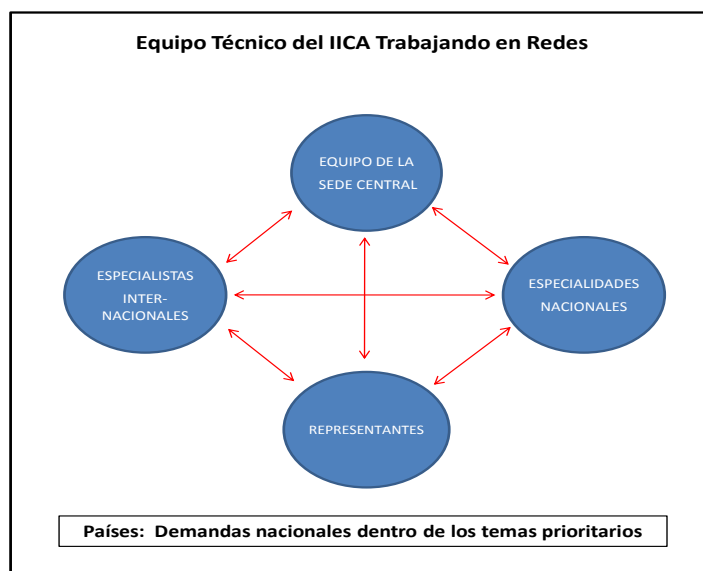 Equipo Técnico del IICA Trabajando en Redes
EQUIPO DE LA
SEDE CENTRAL
ESPECIALISTAS
INTER-
NACIONALES
ESPECIALIDADES
NACIONALES
REPRESENTANTES
Países: Demandas nacionales dentro de los temas prioritarios